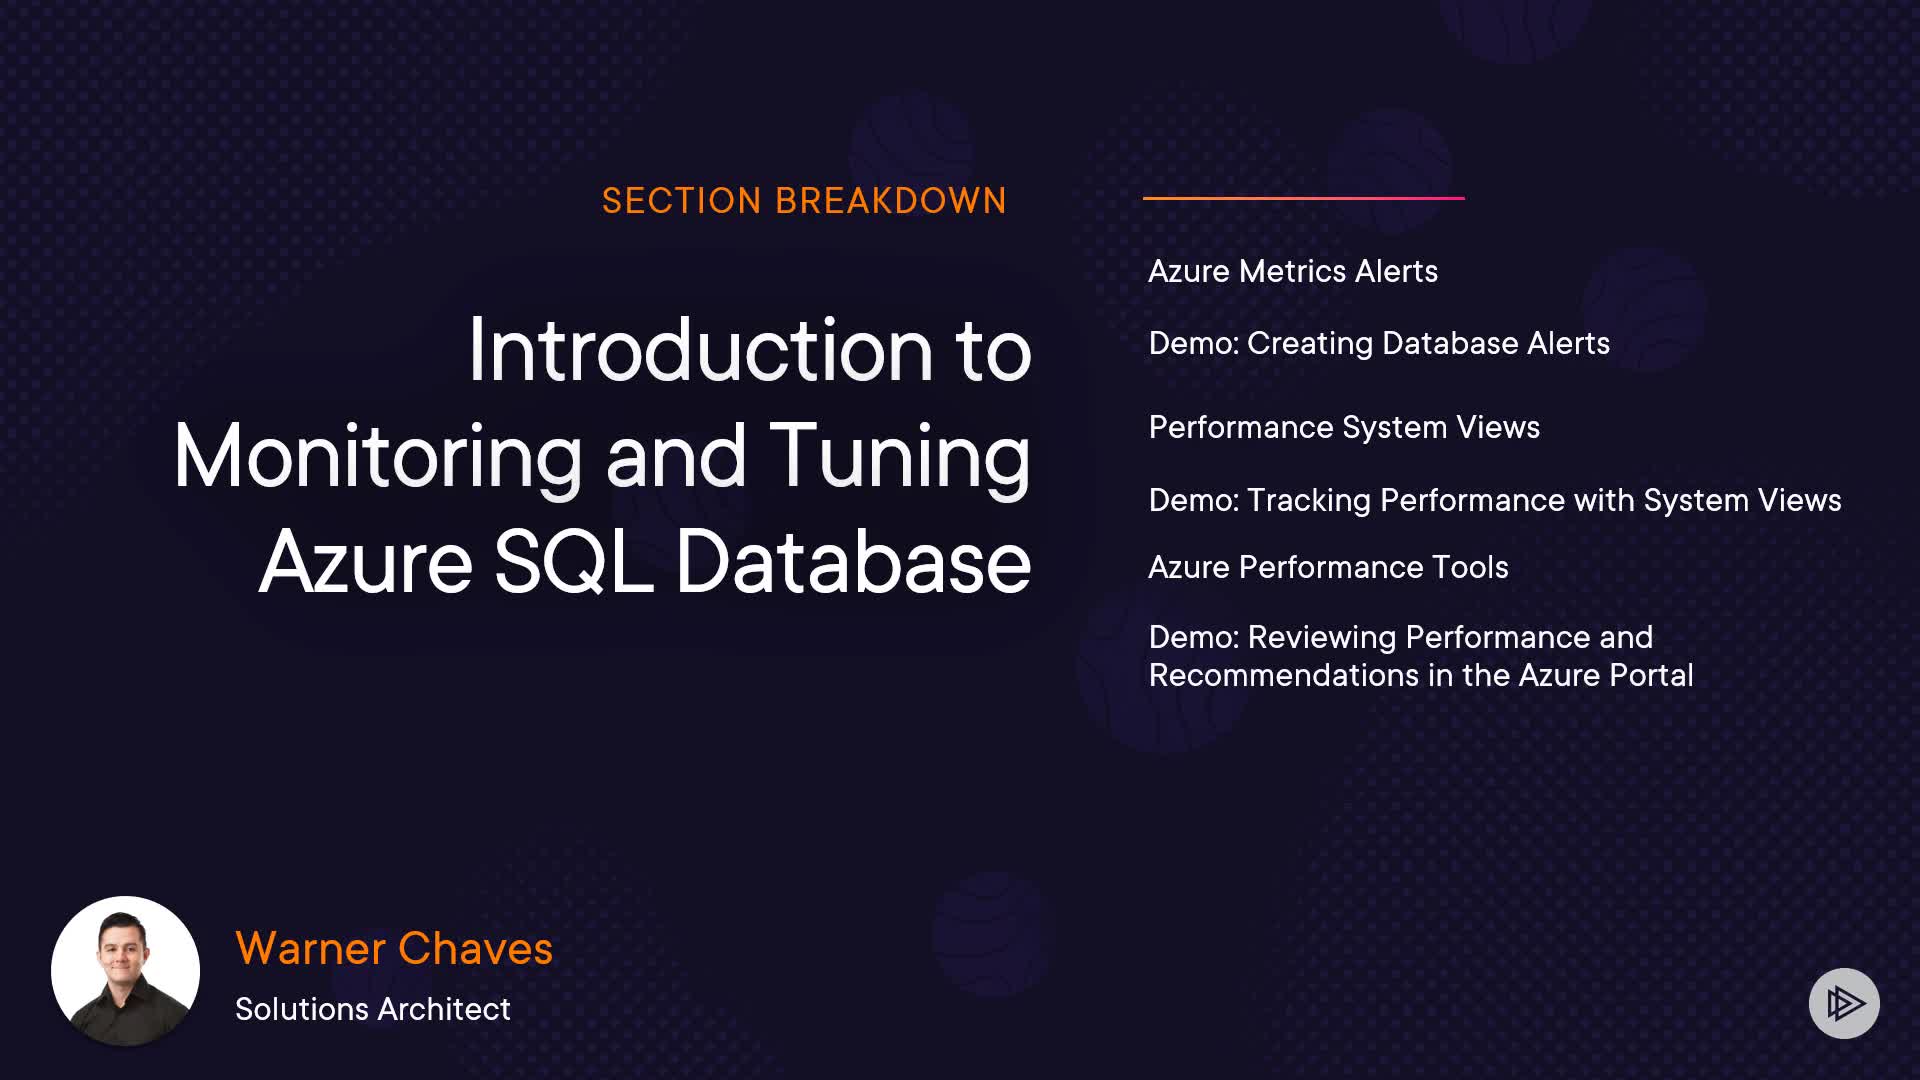 SECTION BREAKDOWN
Introduction to
Monitoring and Tuning
Azure SQL Database
Azure Metrics Alerts
Demo: Creating Database Alerts
Performance System Views
Demo: Tracking Performance with System Views
Azure Performance Tools
Demo: Reviewing Performance and
Recommendations in the Azure Portal
Warner Chaves
Solutions Architect